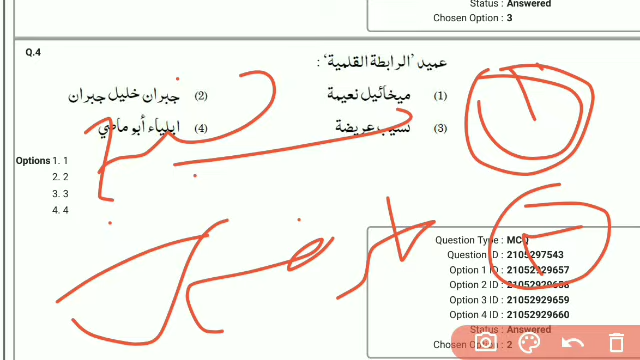 Status : Answered
Chosen Option : 3
Q.4
عميد 'الرابطة القلمية' :
(1) ميخائيل نعيمة (2) جبران خليل جبران
(3) نسيب عريضة (4) ايلياء أبو ماضي
Options 1. 1
2. 2
3. 3
4. 4
Question Type : MCQ
Question ID : 2105297543
Option 1 ID : 21052929657
Option 2 ID : 21052929658
Option 3 ID : 21052929659
Option 4 ID : 21052929660
Status : Answered
Chosen Option : 2